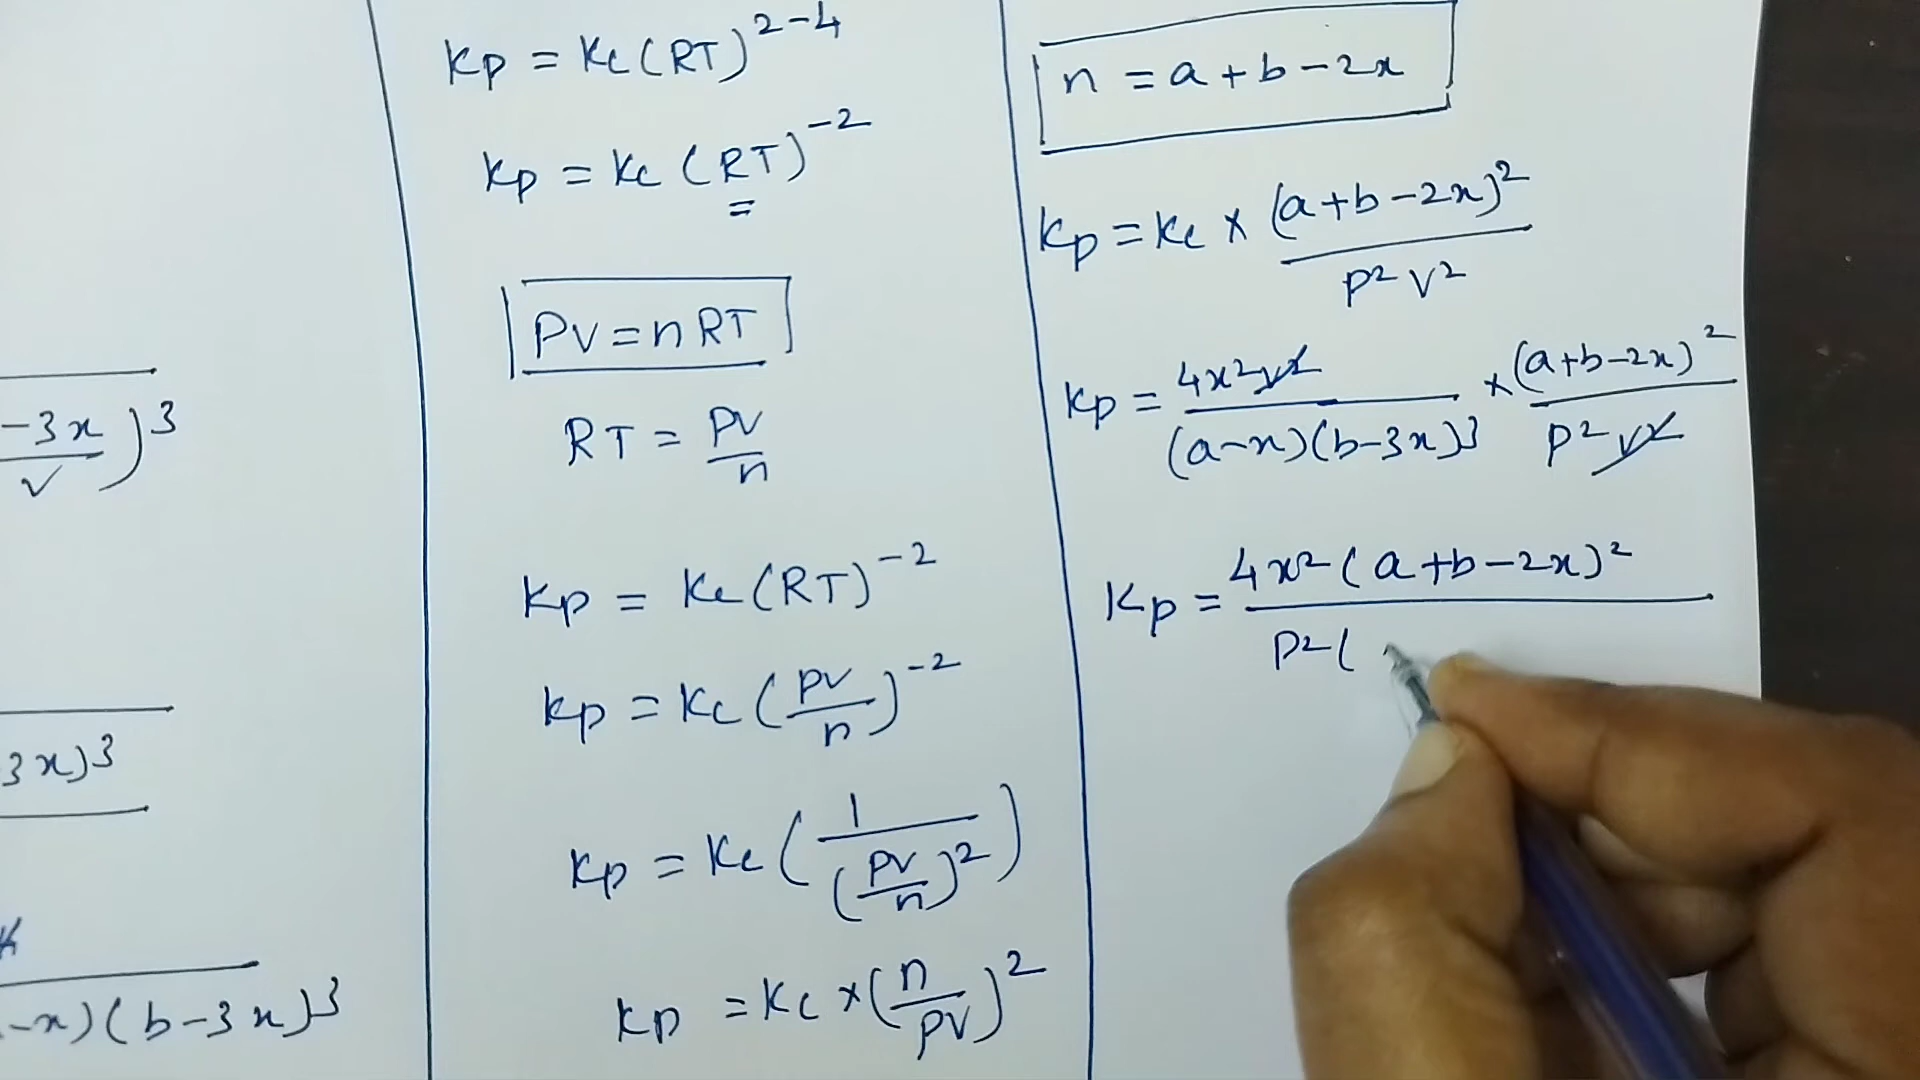 -3x)³
v
3x)³
-x)(b-3x)³
Kp = Kc(RT)²⁻⁴
Kp = Kc(RT)⁻²
PV = nRT
RT = PV/n
Kp = Kc(RT)⁻²
Kp = Kc(PV/n)⁻²
Kp = Kc(1/(PV/n)²)
Kp = Kc × (n/PV)²
n = a+b-2x
Kp = Kc × (a+b-2x)²/P²V²
Kp = 4x²V²/(a-x)(b-3x)³ × (a+b-2x)²/P²V²
Kp = 4x²(a+b-2x)²/P²(